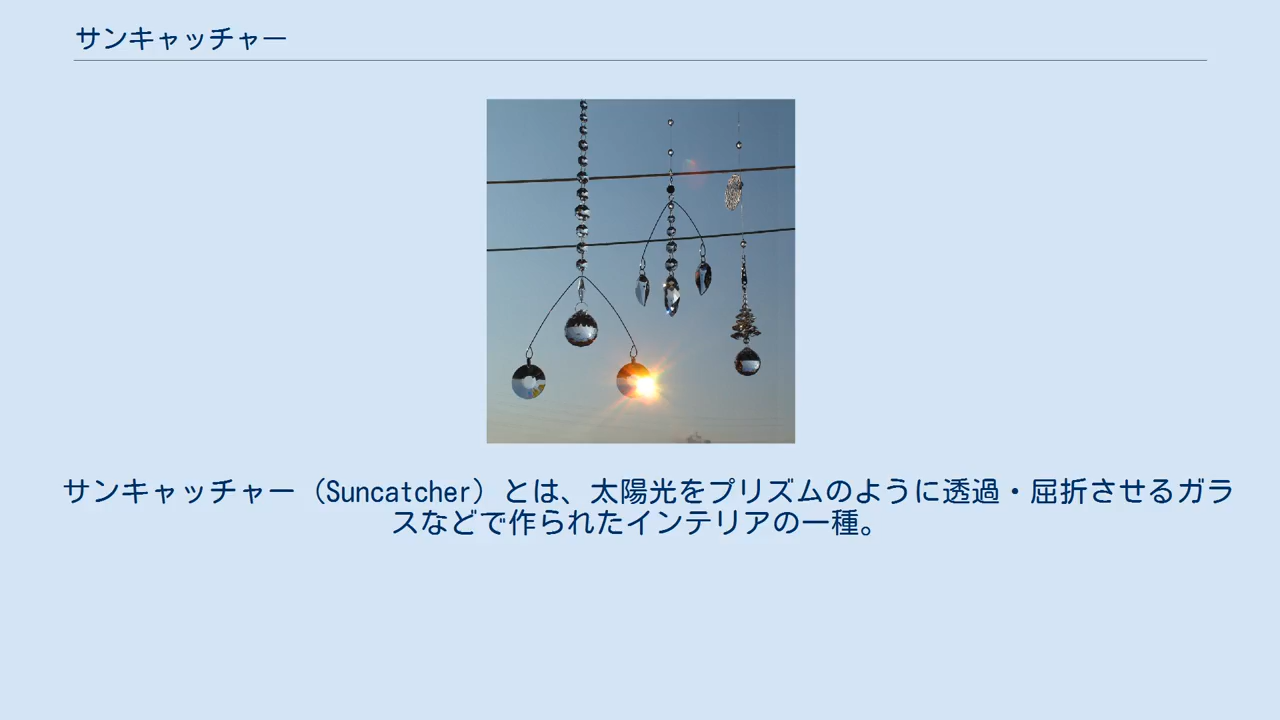 サンキャッチャー
サンキャッチャー（Suncatcher）とは、太陽光をプリズムのように透過・屈折させるガラ
スなどで作られたインテリアの一種。